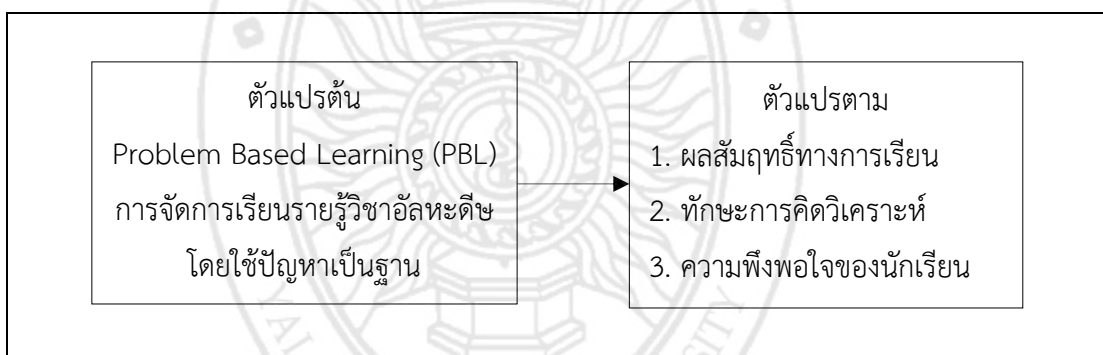 ตัวแปรต้น
Problem Based Learning (PBL)
การจัดการเรียนรายรู้วิชาอัลหะดีษ
โดยใช้ปัญหาเป็นฐาน
ตัวแปรตาม
1. ผลสัมฤทธิ์ทางการเรียน
2. ทักษะการคิดวิเคราะห์
3. ความพึงพอใจของนักเรียน